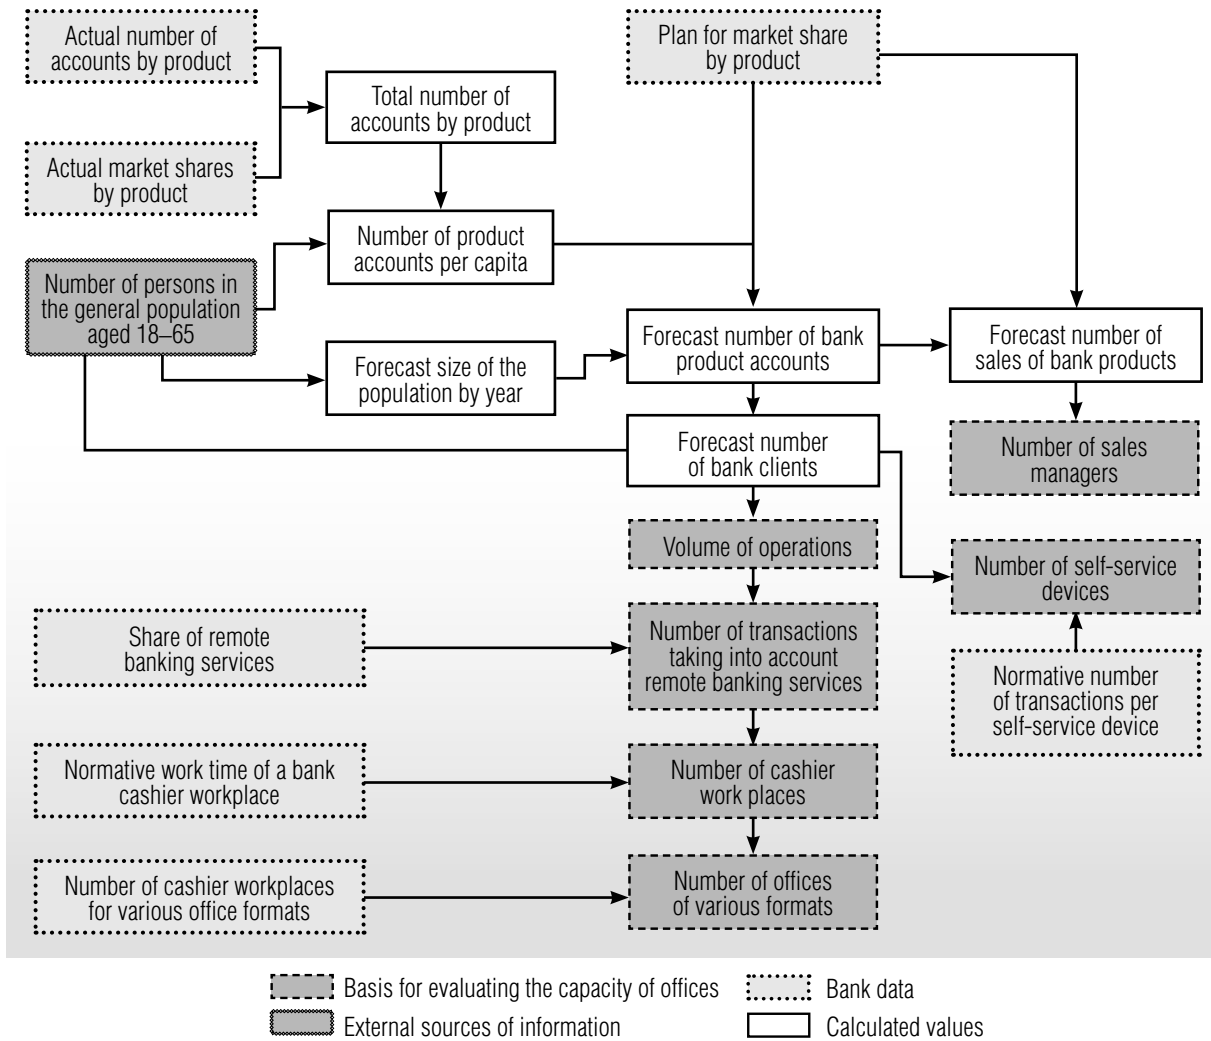 Actual number of
accounts by product
Plan for market share
by product
Total number of
accounts by product
Actual market shares
by product
Number of product
accounts per capita
Number of persons in
the general population
aged 18–65
Forecast number of bank
product accounts
Forecast number of
sales of bank products
Forecast size of the
population by year
Forecast number
of bank clients
Number of sales
managers
Volume of operations
Number of self-service
devices
Share of remote
banking services
Number of transactions
taking into account
remote banking services
Normative number
of transactions per
self-service device
Normative work time of a bank
cashier workplace
Number of cashier
work places
Number of cashier workplaces
for various office formats
Number of offices
of various formats
Basis for evaluating the capacity of offices
Bank data
External sources of information
Calculated values